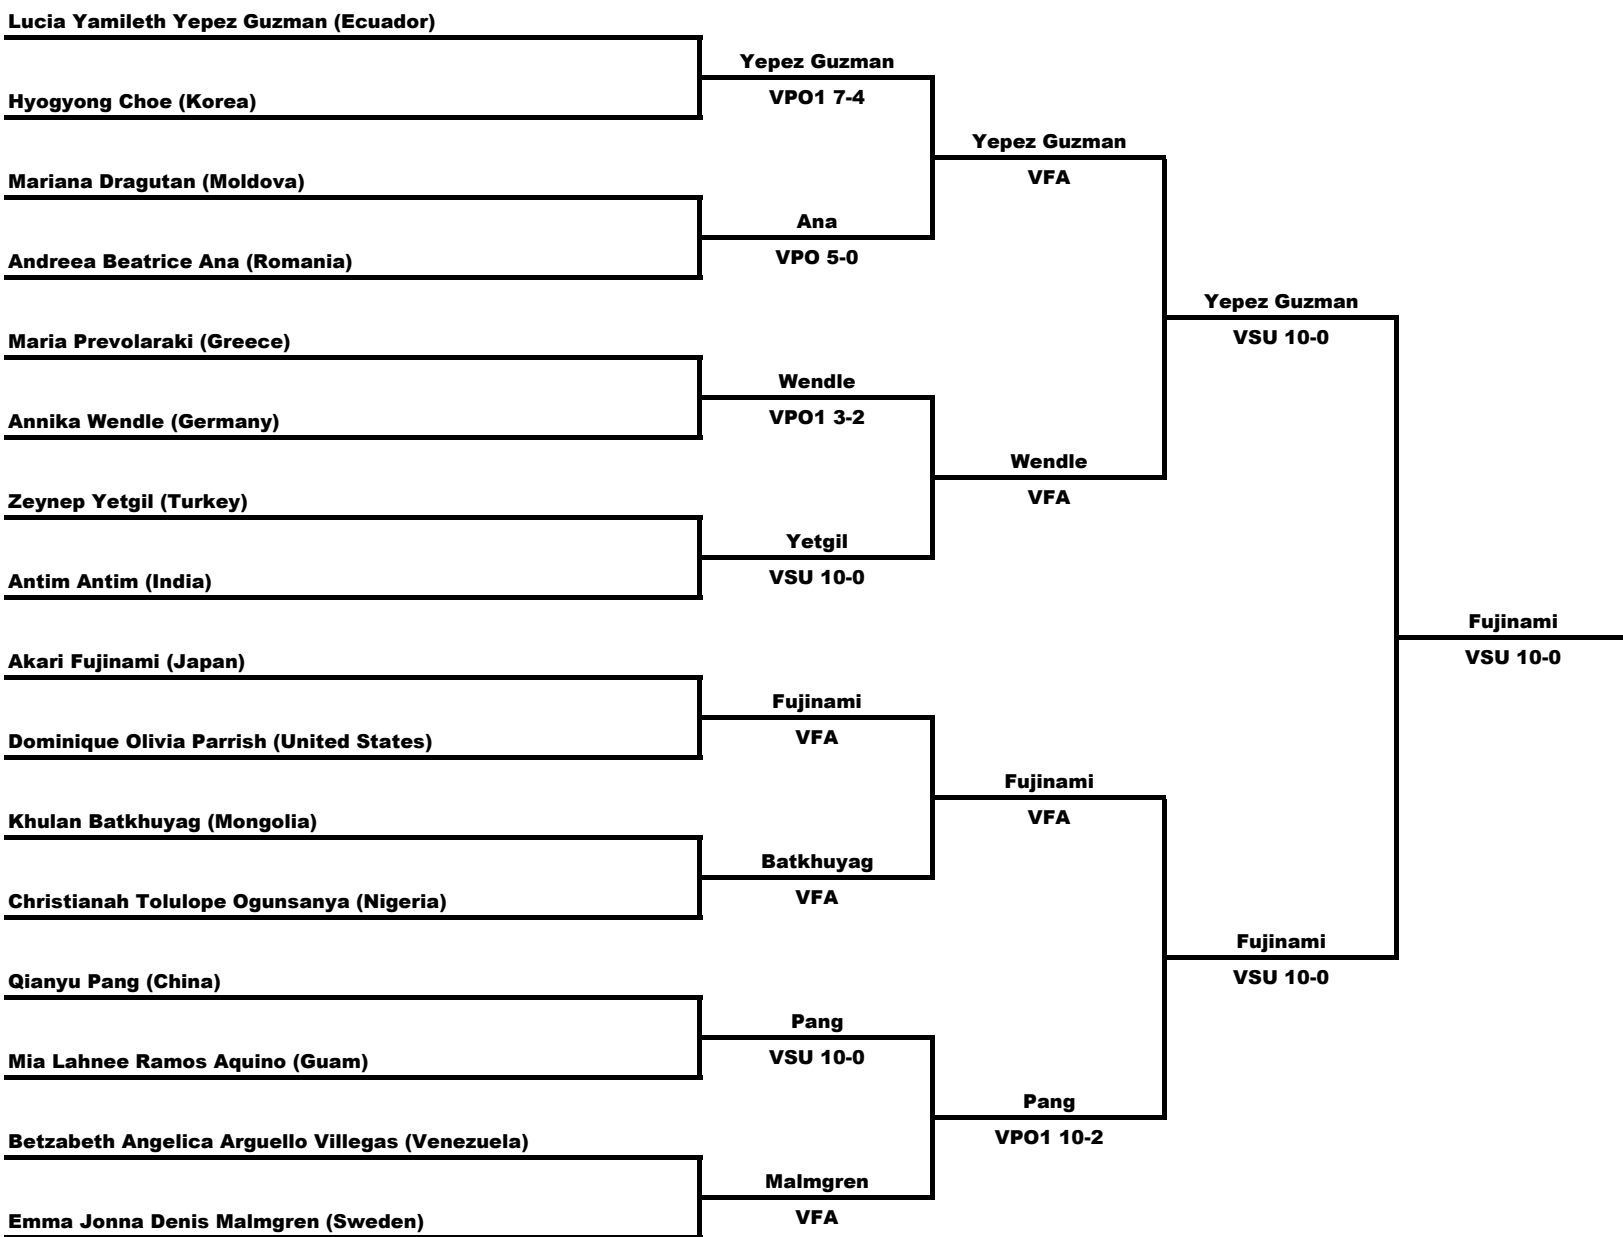 Lucia Yamileth Yepez Guzman (Ecuador)
Yepez Guzman
VPO1 7-4
Hyogyong Choe (Korea)
Yepez Guzman
VFA
Mariana Dragutan (Moldova)
Ana
VPO 5-0
Andreea Beatrice Ana (Romania)
Yepez Guzman
VSU 10-0
Maria Prevolaraki (Greece)
Wendle
VPO1 3-2
Annika Wendle (Germany)
Wendle
VFA
Zeynep Yetgil (Turkey)
Yetgil
VSU 10-0
Antim Antim (India)
Fujinami
VSU 10-0
Akari Fujinami (Japan)
Fujinami
VFA
Dominique Olivia Parrish (United States)
Fujinami
VFA
Khulan Batkhuyag (Mongolia)
Batkhuyag
VFA
Christianah Tolulope Ogunsanya (Nigeria)
Fujinami
VSU 10-0
Qianyu Pang (China)
Pang
VSU 10-0
Mia Lahnee Ramos Aquino (Guam)
Pang
VPO1 10-2
Betzabeth Angelica Arguello Villegas (Venezuela)
Malmgren
VFA
Emma Jonna Denis Malmgren (Sweden)